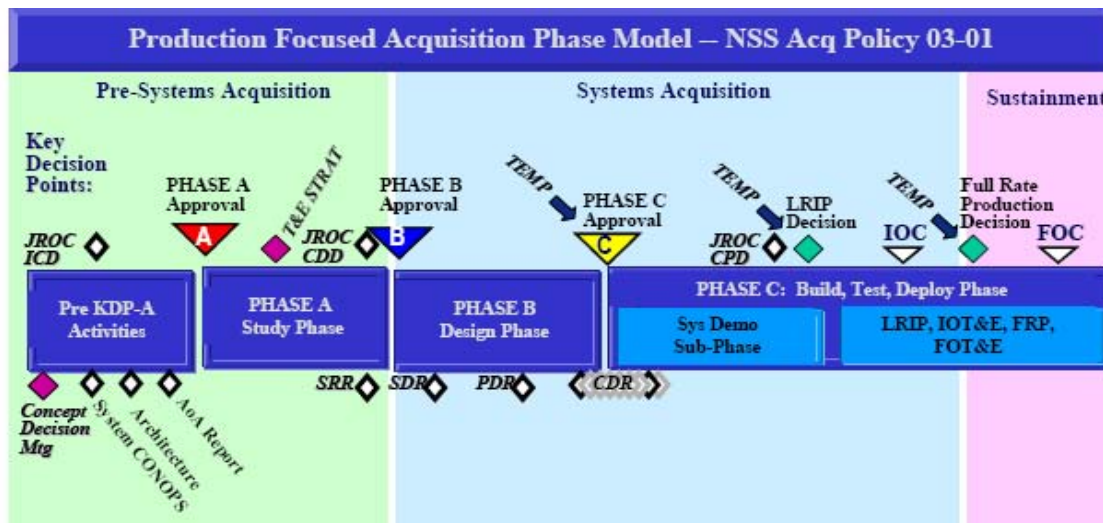 Production Focused Acquisition Phase Model — NSS Acq Policy 03-01
Pre-Systems Acquisition
Systems Acquisition
Sustainment
Key
Decision
Points:
PHASE A
Approval
T&E STRAT
PHASE B
Approval
TEMP
PHASE C
Approval
TEMP
LRIP
Decision
TEMP
Full Rate
Production
Decision
JROC
ICD
A
JROC
CDD
B
C
JROC
CPD
IOC
FOC
Pre KDP-A
Activities
PHASE A
Study Phase
PHASE B
Design Phase
PHASE C: Build, Test, Deploy Phase
Sys Demo
Sub-Phase
LRIP, IOT&E, FRP,
FOT&E
SRR
SDR
PDR
CDR
Concept
Decision
Mtg
System CONOPS
Architecture
AoA Report